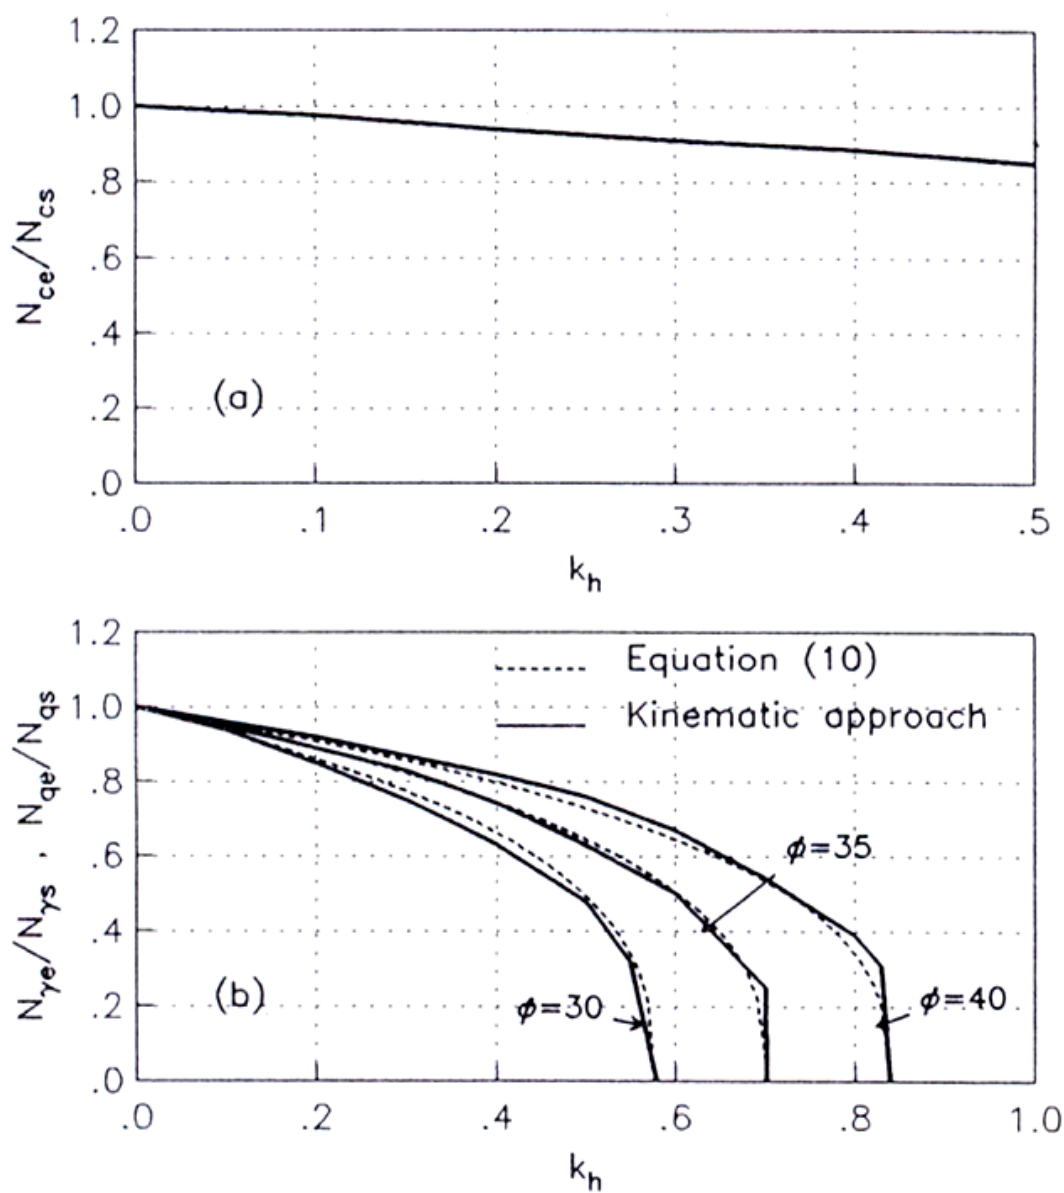 1.2
1.0
.8
.6
.4
.2
.0
N_ce/N_cs
(a)
.0 .1 .2 .3 .4 .5
k_h
1.2
1.0
.8
.6
.4
.2
.0
N_γe/N_γs , N_qe/N_qs
Equation (10)
Kinematic approach
ϕ=35
(b)
ϕ=30
ϕ=40
.0 .2 .4 .6 .8 1.0
k_h